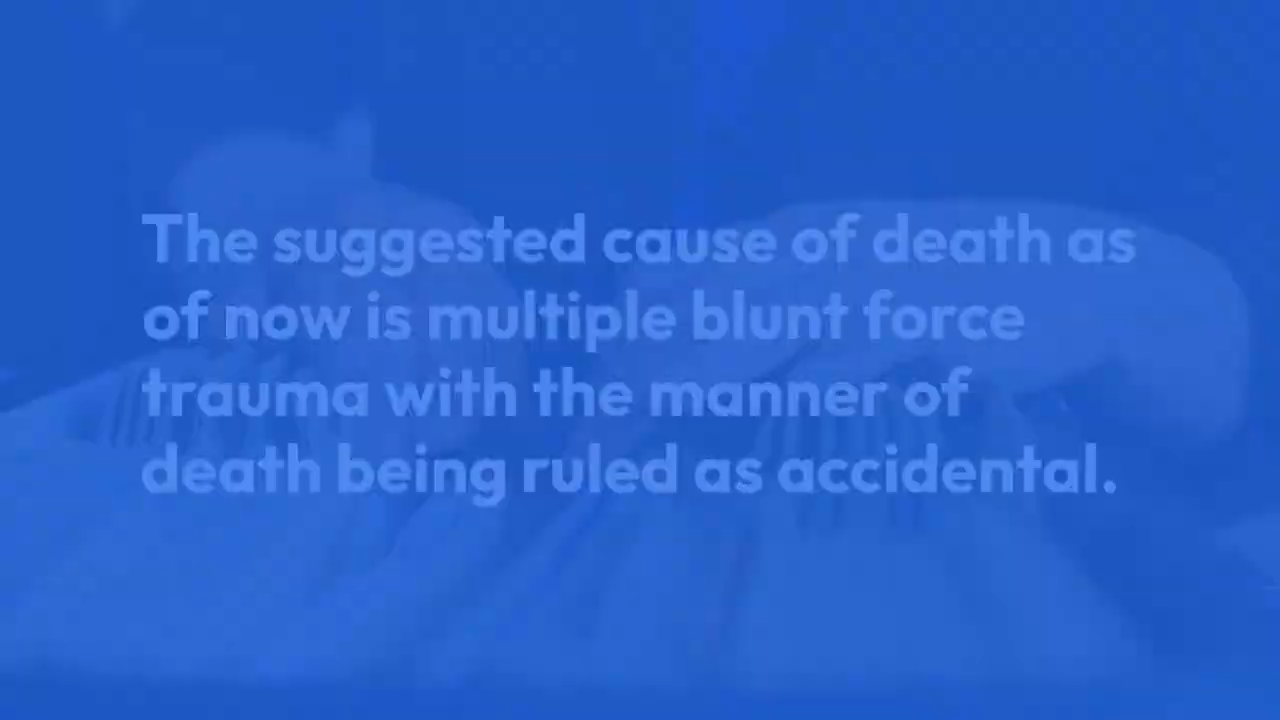 The suggested cause of death as
of now is multiple blunt force
trauma with the manner of
death being ruled as accidental.